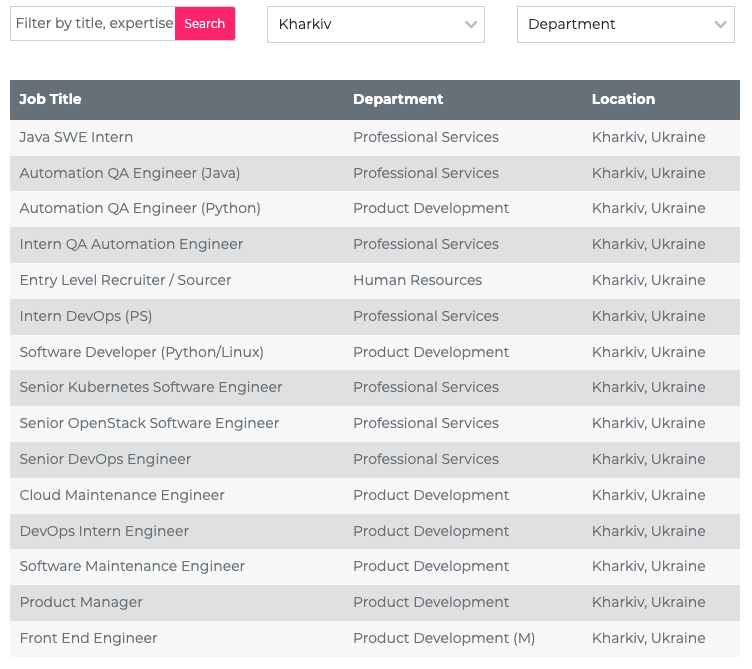 Filter by title, expertise Search Kharkiv Department
Job Title Department Location
Java SWE Intern Professional Services Kharkiv, Ukraine
Automation QA Engineer (Java) Professional Services Kharkiv, Ukraine
Automation QA Engineer (Python) Product Development Kharkiv, Ukraine
Intern QA Automation Engineer Professional Services Kharkiv, Ukraine
Entry Level Recruiter / Sourcer Human Resources Kharkiv, Ukraine
Intern DevOps (PS) Professional Services Kharkiv, Ukraine
Software Developer (Python/Linux) Product Development Kharkiv, Ukraine
Senior Kubernetes Software Engineer Professional Services Kharkiv, Ukraine
Senior OpenStack Software Engineer Professional Services Kharkiv, Ukraine
Senior DevOps Engineer Professional Services Kharkiv, Ukraine
Cloud Maintenance Engineer Product Development Kharkiv, Ukraine
DevOps Intern Engineer Product Development Kharkiv, Ukraine
Software Maintenance Engineer Product Development Kharkiv, Ukraine
Product Manager Product Development Kharkiv, Ukraine
Front End Engineer Product Development (M) Kharkiv, Ukraine